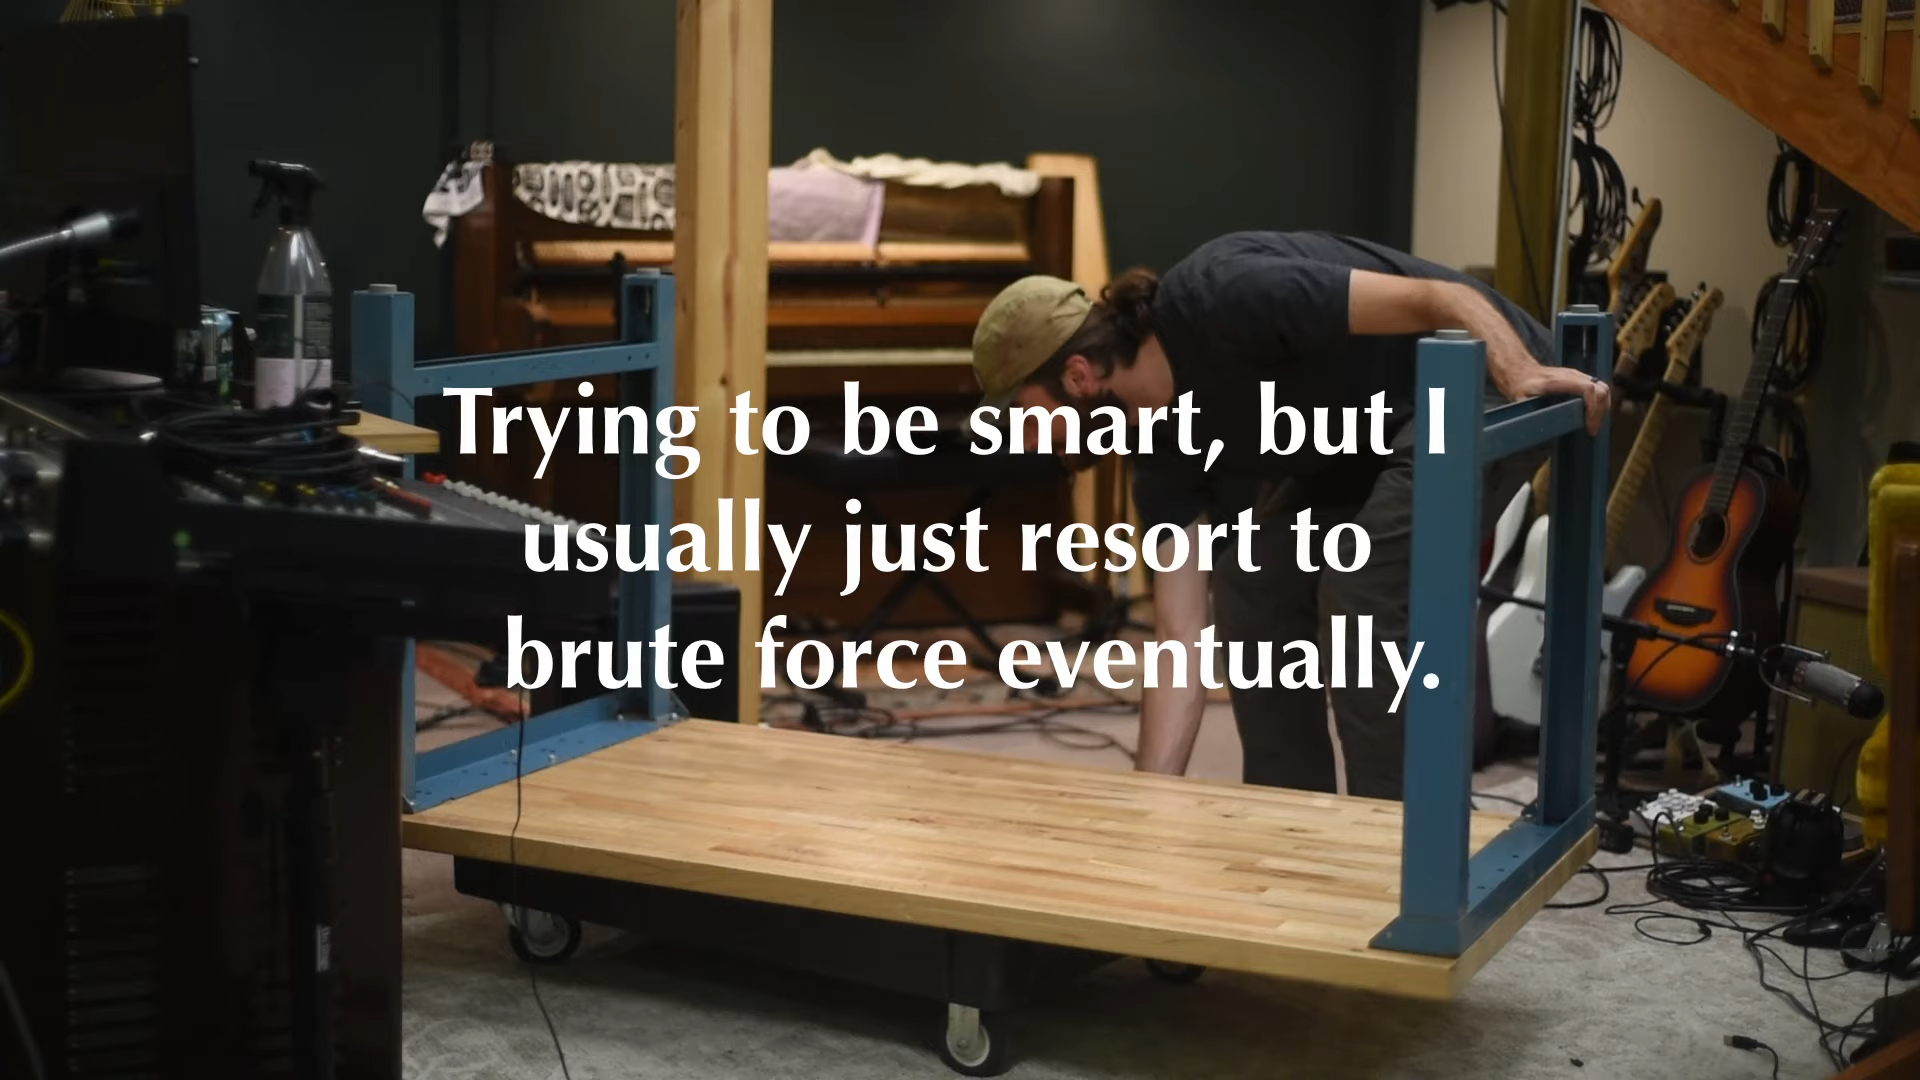 Trying to be smart, but I
usually just resort to
brute force eventually.